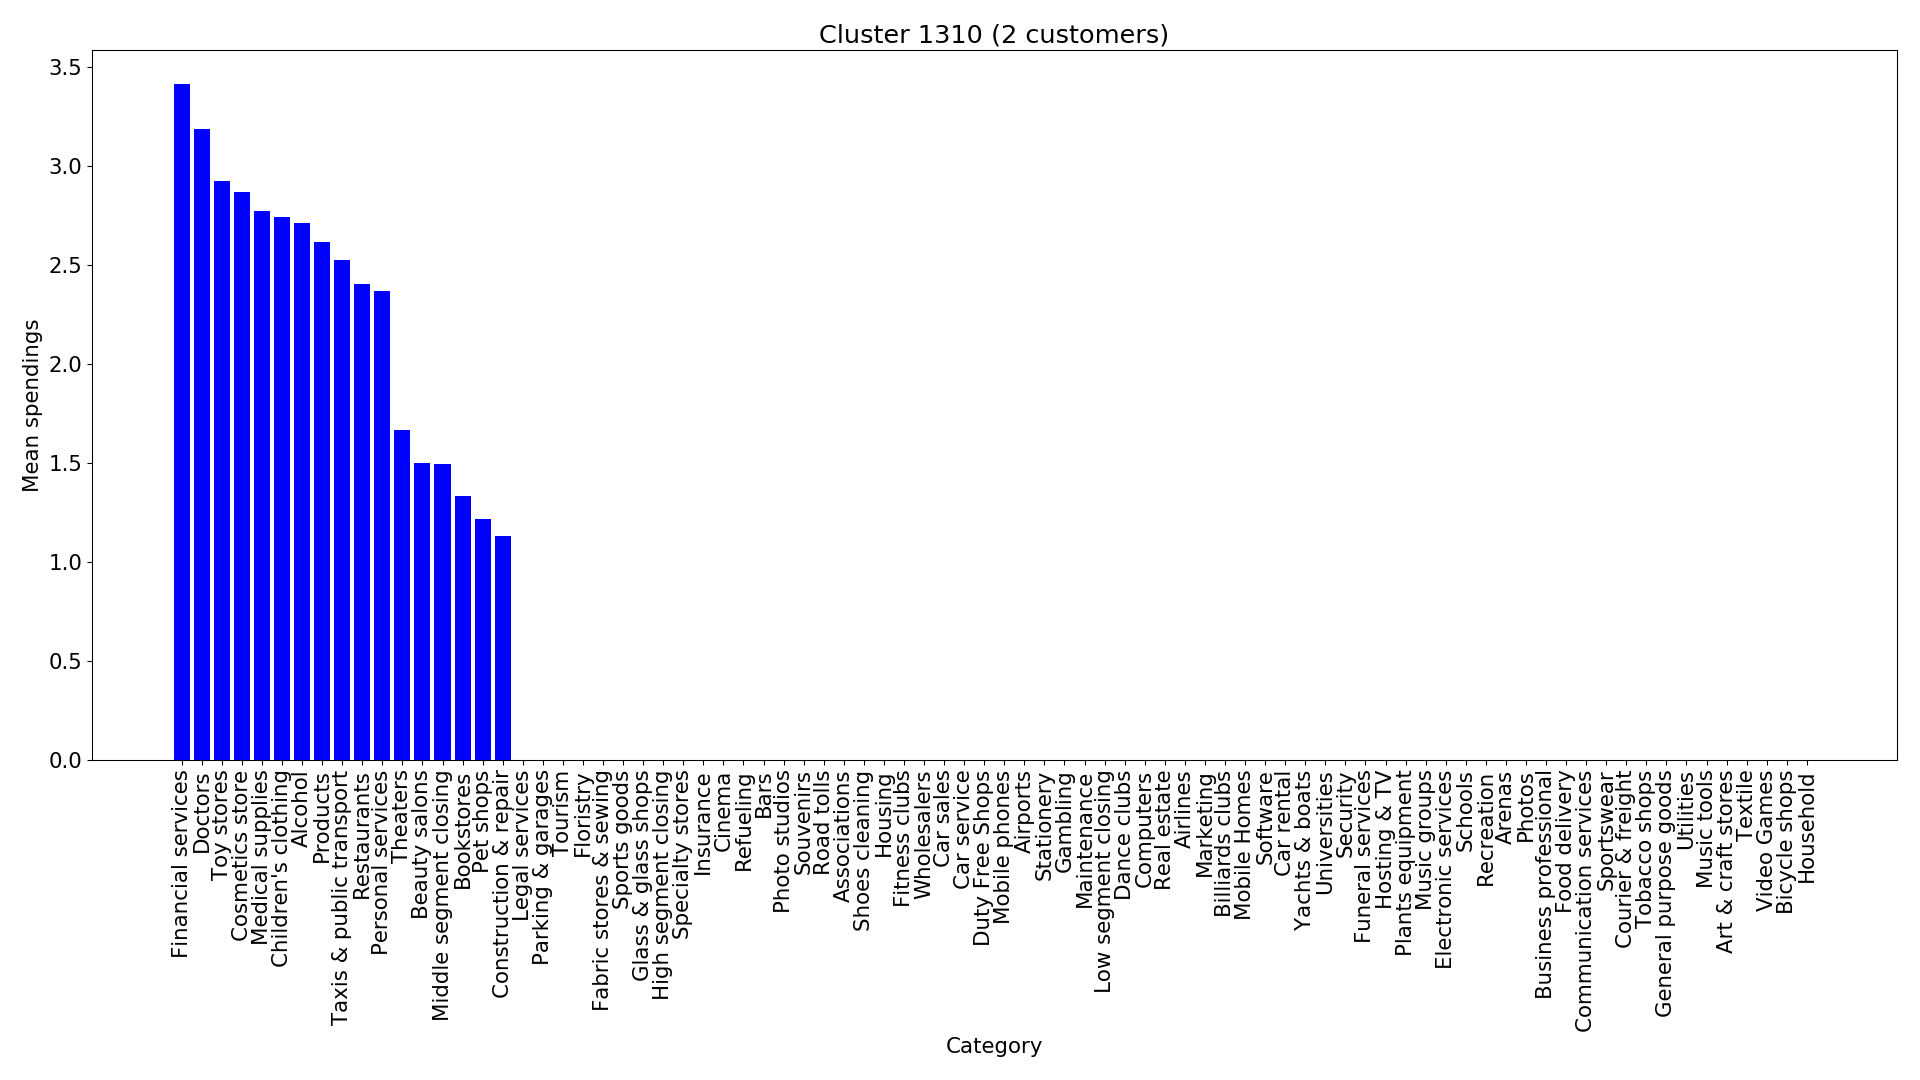 Cluster 1310 (2 customers)
3.5
3.0
2.5
2.0
1.5
1.0
0.5
0.0
Mean spendings
Financial services
Doctors
Toy stores
Cosmetics store
Medical supplies
Children's clothing
Alcohol
Products
Taxis & public transport
Restaurants
Personal services
Theaters
Beauty salons
Middle segment closing
Bookstores
Pet shops
Construction & repair
Legal services
Parking & garages
Tourism
Floristry
Fabric stores & sewing
Sports goods
Glass & glass shops
High segment closing
Specialty stores
Insurance
Cinema
Refueling
Bars
Photo studios
Souvenirs
Road tolls
Associations
Shoes cleaning
Housing
Fitness clubs
Wholesalers
Car sales
Car service
Duty Free Shops
Mobile phones
Airports
Stationery
Gambling
Maintenance
Low segment closing
Dance clubs
Computers
Real estate
Airlines
Marketing
Billiards clubs
Mobile Homes
Software
Car rental
Yachts & boats
Universities
Security
Funeral services
Hosting & TV
Plants equipment
Music groups
Electronic services
Schools
Recreation
Arenas
Photos
Business professional
Food delivery
Communication services
Sportswear
Courier & freight
Tobacco shops
General purpose goods
Utilities
Music tools
Art & craft stores
Textile
Video Games
Bicycle shops
Household
Category